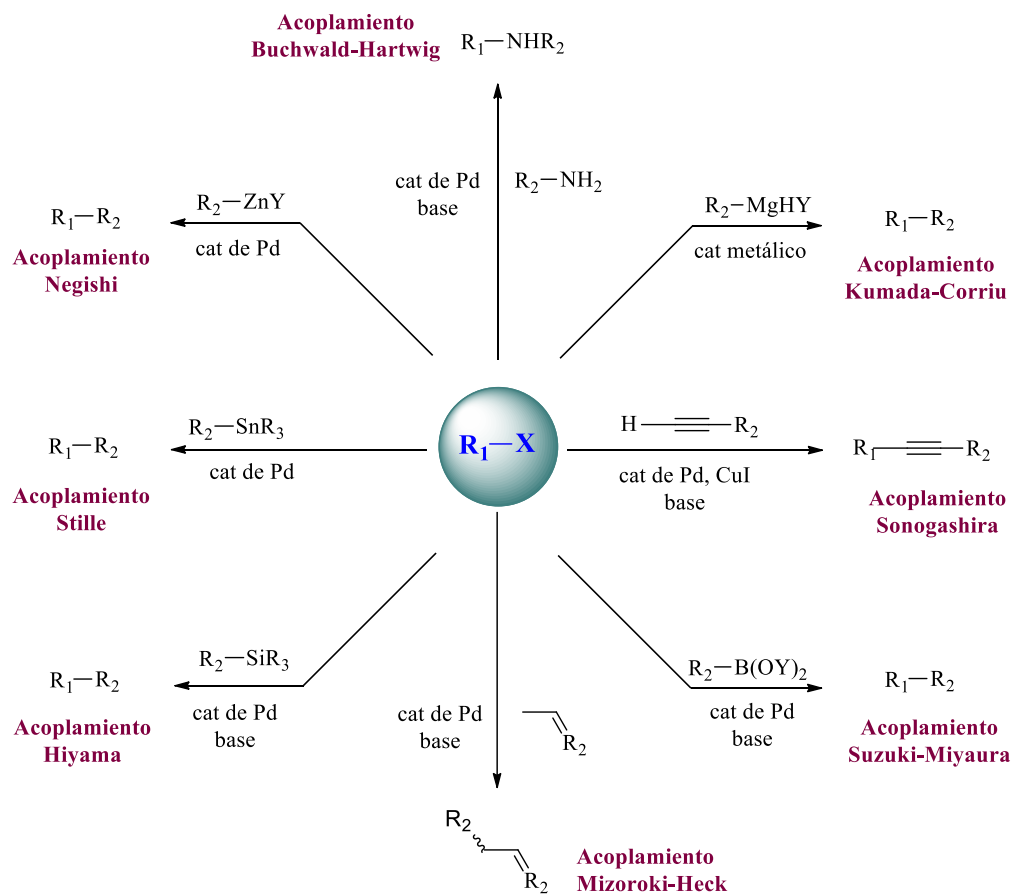 Acoplamiento
Buchwald-Hartwig
R₁—NHR₂
cat de Pd
base
R₂—NH₂
R₂—ZnY
cat de Pd
R₁—R₂
Acoplamiento
Negishi
R₂—MgHY
cat metálico
R₁—R₂
Acoplamiento
Kumada-Corriu
R₂—SnR₃
cat de Pd
R₁—R₂
Acoplamiento
Stille
R₁—X
H
R₂
cat de Pd, CuI
base
R₁
R₂
Acoplamiento
Sonogashira
R₂—SiR₃
cat de Pd
base
R₁—R₂
Acoplamiento
Hiyama
cat de Pd
base
R₂
R₂—B(OY)₂
cat de Pd
base
R₁—R₂
Acoplamiento
Suzuki-Miyaura
R₂
R₂
Acoplamiento
Mizoroki-Heck